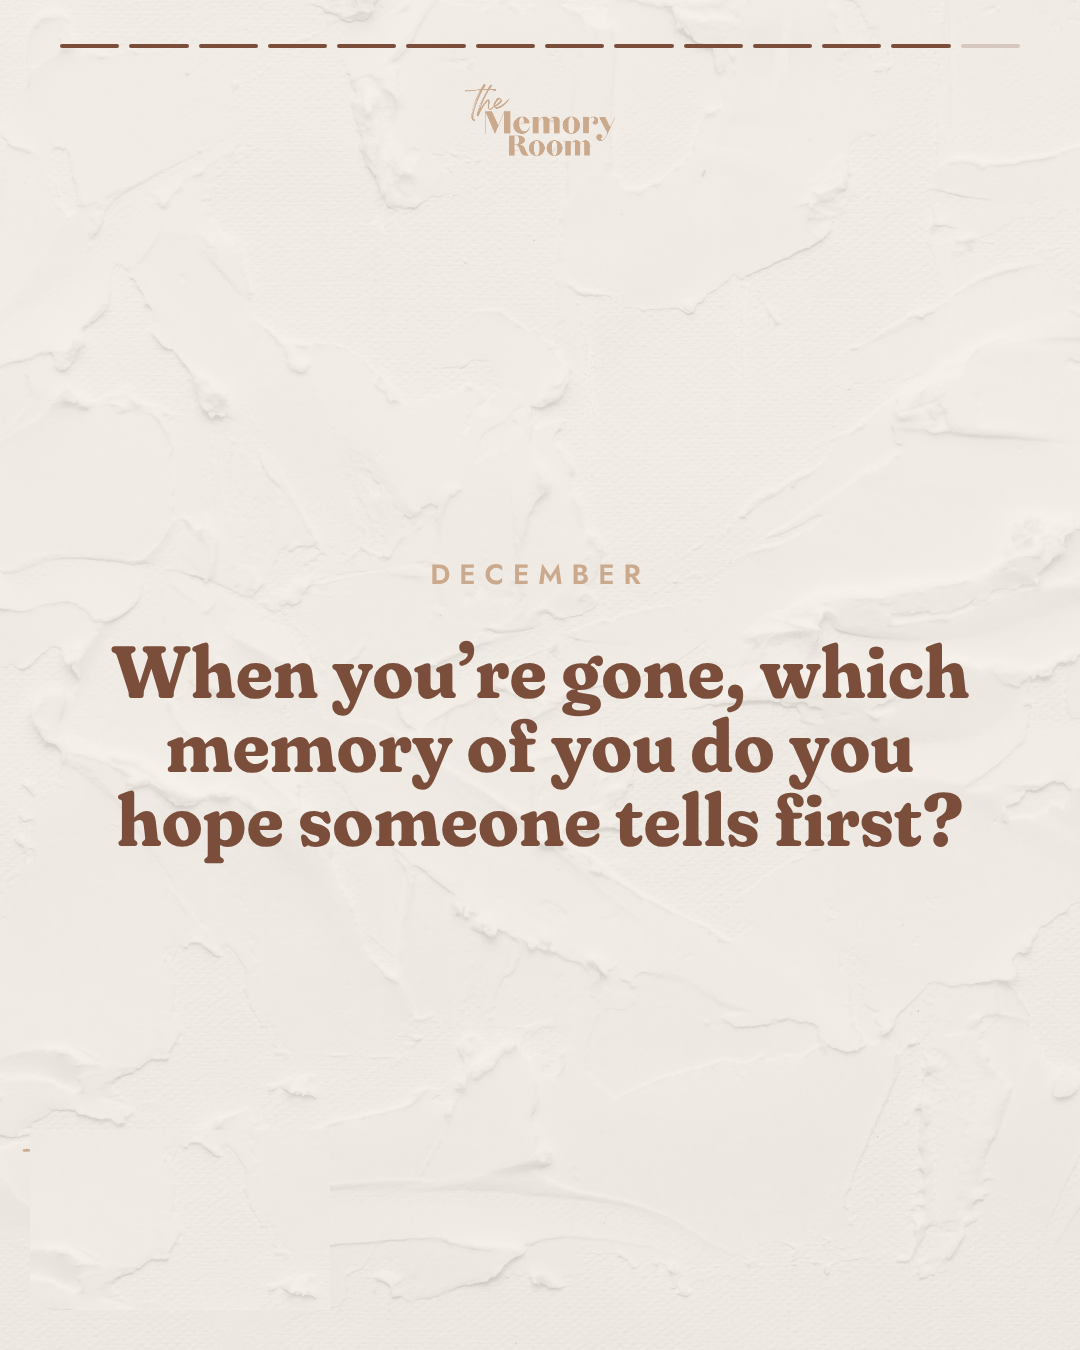 the
Memory
Room
DECEMBER
When you’re gone, which
memory of you do you
hope someone tells first?